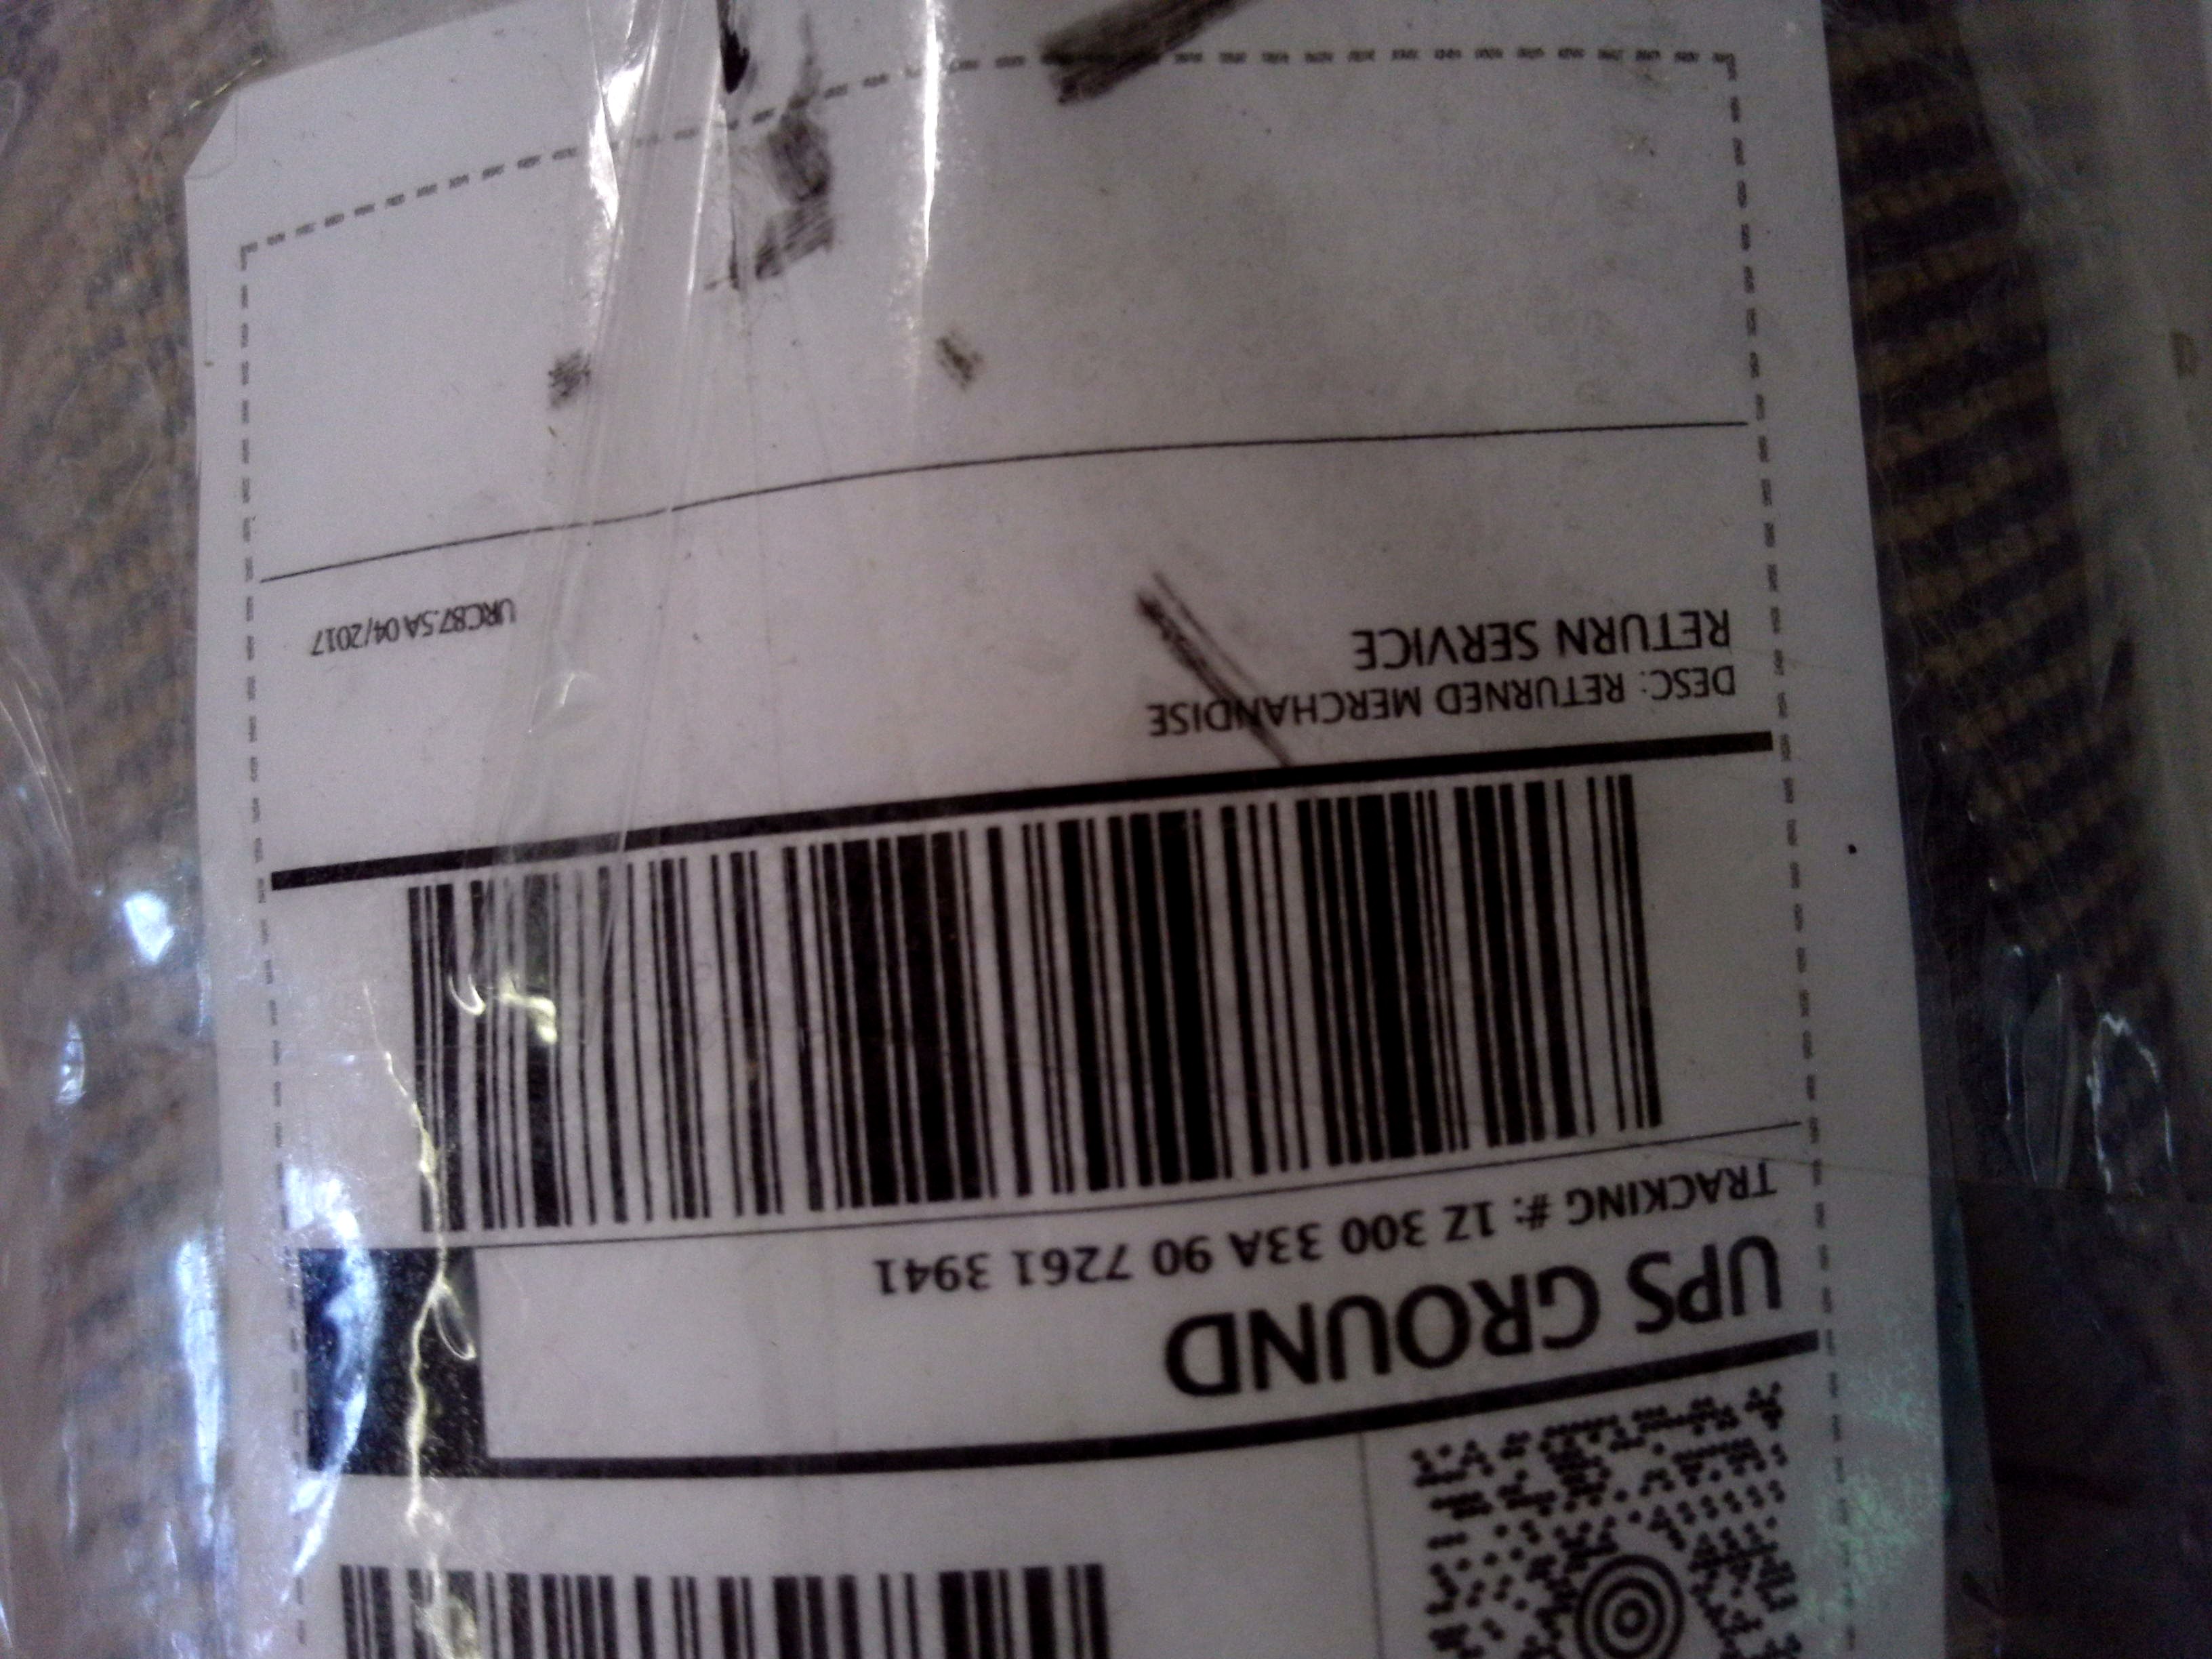 UPS GROUND
TRACKING #: 1Z 300 33A 90 7261 3941
DESC: RETURNED MERCHANDISE
RETURN SERVICE
URC87.5A 04/2017